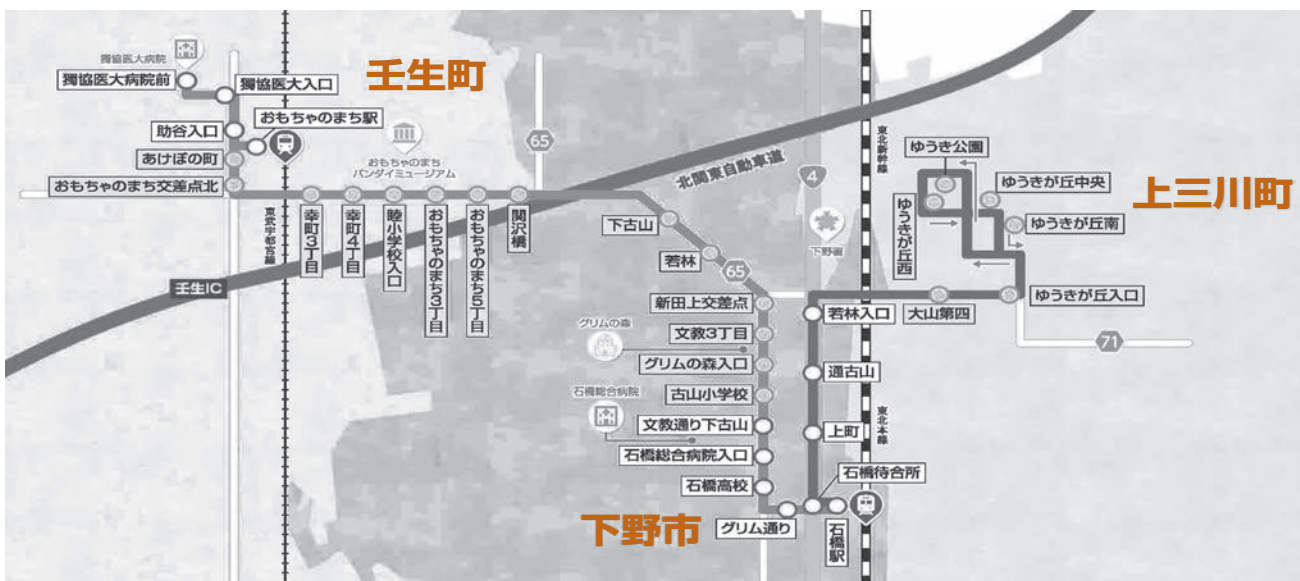 獨協医大病院
獨協医大病院前
獨協医大入口
壬生町
助谷入口
おもちゃのまち駅
あけぼの町
おもちゃのまち
バンダイミュージアム
おもちゃのまち交差点北
東武宇都宮線
幸町3丁目
幸町4丁目
睦小学校入口
おもちゃのまち3丁目
おもちゃのまち5丁目
関沢橋
65
北関東自動車道
壬生IC
4
東北新幹線
下野署
下古山
若林
65
新田上交差点
文教3丁目
グリムの森
グリムの森入口
古山小学校
石橋総合病院
文教通り下古山
石橋総合病院入口
石橋高校
グリム通り
下野市
石橋駅
石橋待合所
上町
通古山
若林入口
東北本線
大山第四
ゆうきが丘入口
71
ゆうき公園
ゆうきが丘中央
ゆうきが丘南
ゆうきが丘西
上三川町